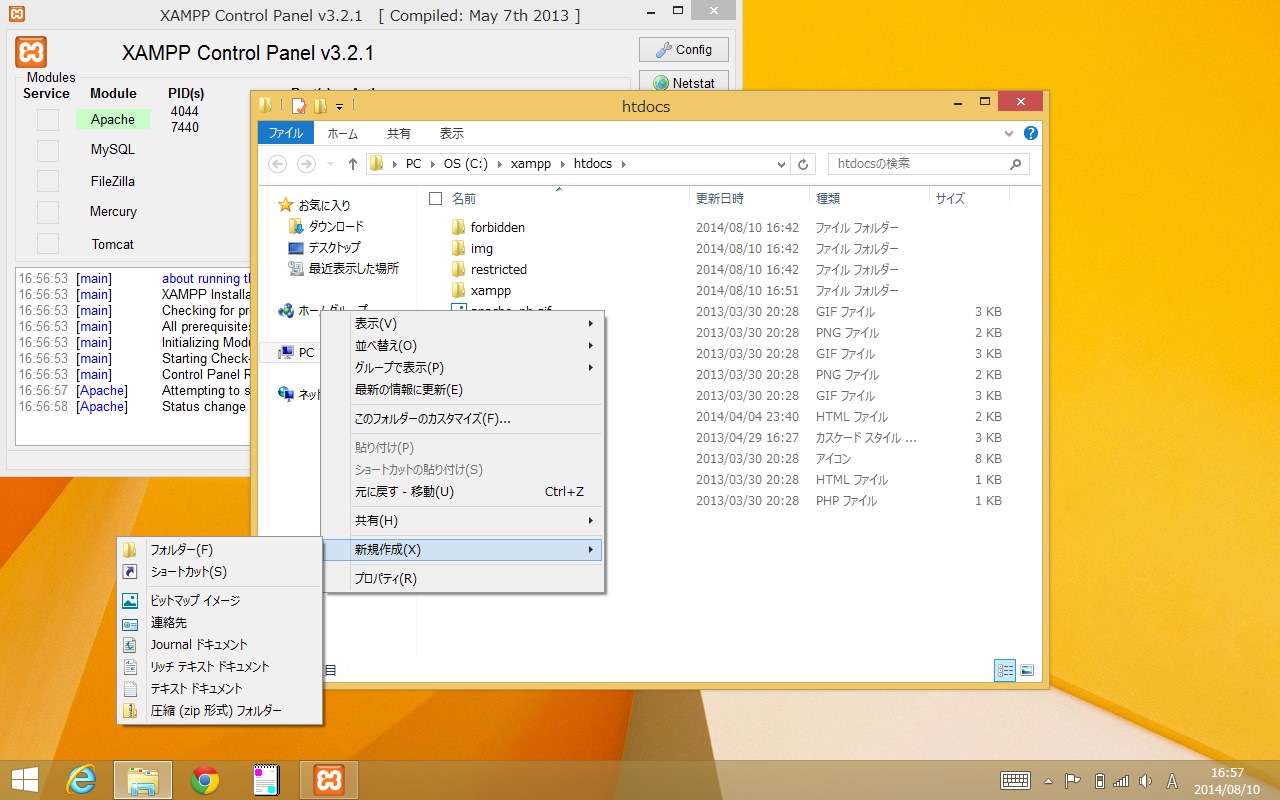 XAMPP Control Panel v3.2.1 [ Compiled: May 7th 2013 ]
XAMPP Control Panel v3.2.1
Config
Netstat
Modules
Service Module PID(s)
Apache 4044
7440
MySQL
FileZilla
Mercury
Tomcat
16:56:53 [main] about running
16:56:53 [main] XAMPP Installa
16:56:53 [main] Checking for pr
16:56:53 [main] All prerequisites
16:56:53 [main] Initializing Modu
16:56:53 [main] Starting Check-
16:56:53 [main] Control Panel R
16:56:57 [Apache] Attempting to s
16:56:58 [Apache] Status change
htdocs
ファイル ホーム 共有 表示
PC OS (C:) xampp htdocs
htdocsの検索
お気に入り
ダウンロード
デスクトップ
最近表示した場所
ホームグループ
PC
ネット
名前 更新日時 種類 サイズ
forbidden 2014/08/10 16:42 ファイル フォルダー
img 2014/08/10 16:42 ファイル フォルダー
restricted 2014/08/10 16:42 ファイル フォルダー
xampp 2014/08/10 16:51 ファイル フォルダー
2013/03/30 20:28 GIF ファイル 3 KB
2013/03/30 20:28 PNG ファイル 2 KB
2013/03/30 20:28 GIF ファイル 3 KB
2013/03/30 20:28 PNG ファイル 2 KB
2013/03/30 20:28 GIF ファイル 3 KB
2014/04/04 23:40 HTML ファイル 2 KB
2013/04/29 16:27 カスケード スタイル ... 3 KB
2013/03/30 20:28 アイコン 8 KB
2013/03/30 20:28 HTML ファイル 1 KB
2013/03/30 20:28 PHP ファイル 1 KB
表示(V)
並べ替え(O)
グループで表示(P)
最新の情報に更新(E)
このフォルダーのカスタマイズ(F)...
貼り付け(P)
ショートカットの貼り付け(S)
元に戻す - 移動(U) Ctrl+Z
共有(H)
新規作成(X)
プロパティ(R)
フォルダー(F)
ショートカット(S)
ビットマップ イメージ
連絡先
Journal ドキュメント
リッチ テキスト ドキュメント
テキスト ドキュメント
圧縮 (zip 形式) フォルダー
目
A
16:57
2014/08/10